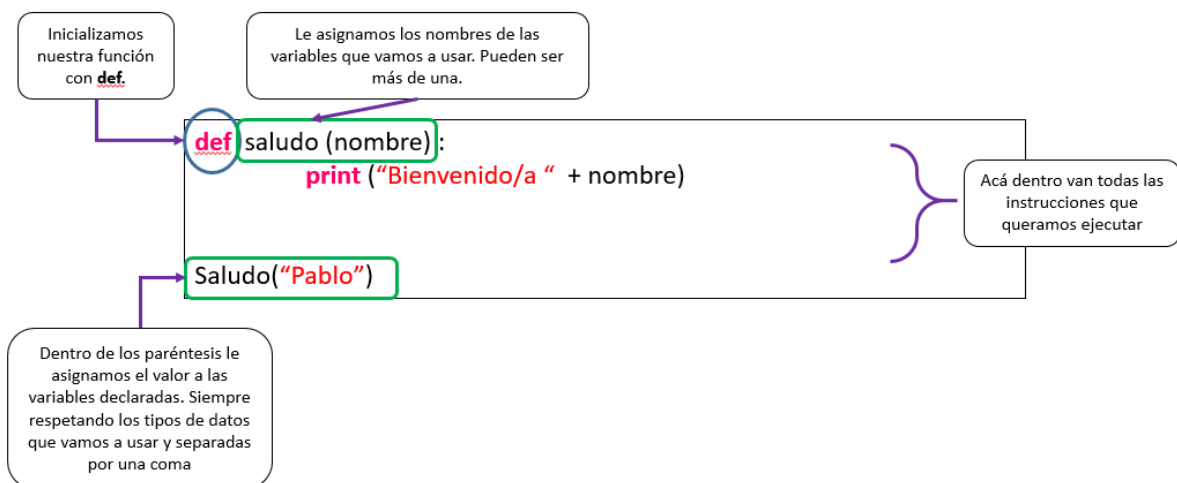 Inicializamos
nuestra función
con def.
Le asignamos los nombres de las
variables que vamos a usar. Pueden ser
más de una.
def saludo (nombre) :
print (“Bienvenido/a “ + nombre)
Acá dentro van todas las
instrucciones que
queramos ejecutar
Saludo(“Pablo”)
Dentro de los paréntesis le
asignamos el valor a las
variables declaradas. Siempre
respetando los tipos de datos
que vamos a usar y separadas
por una coma